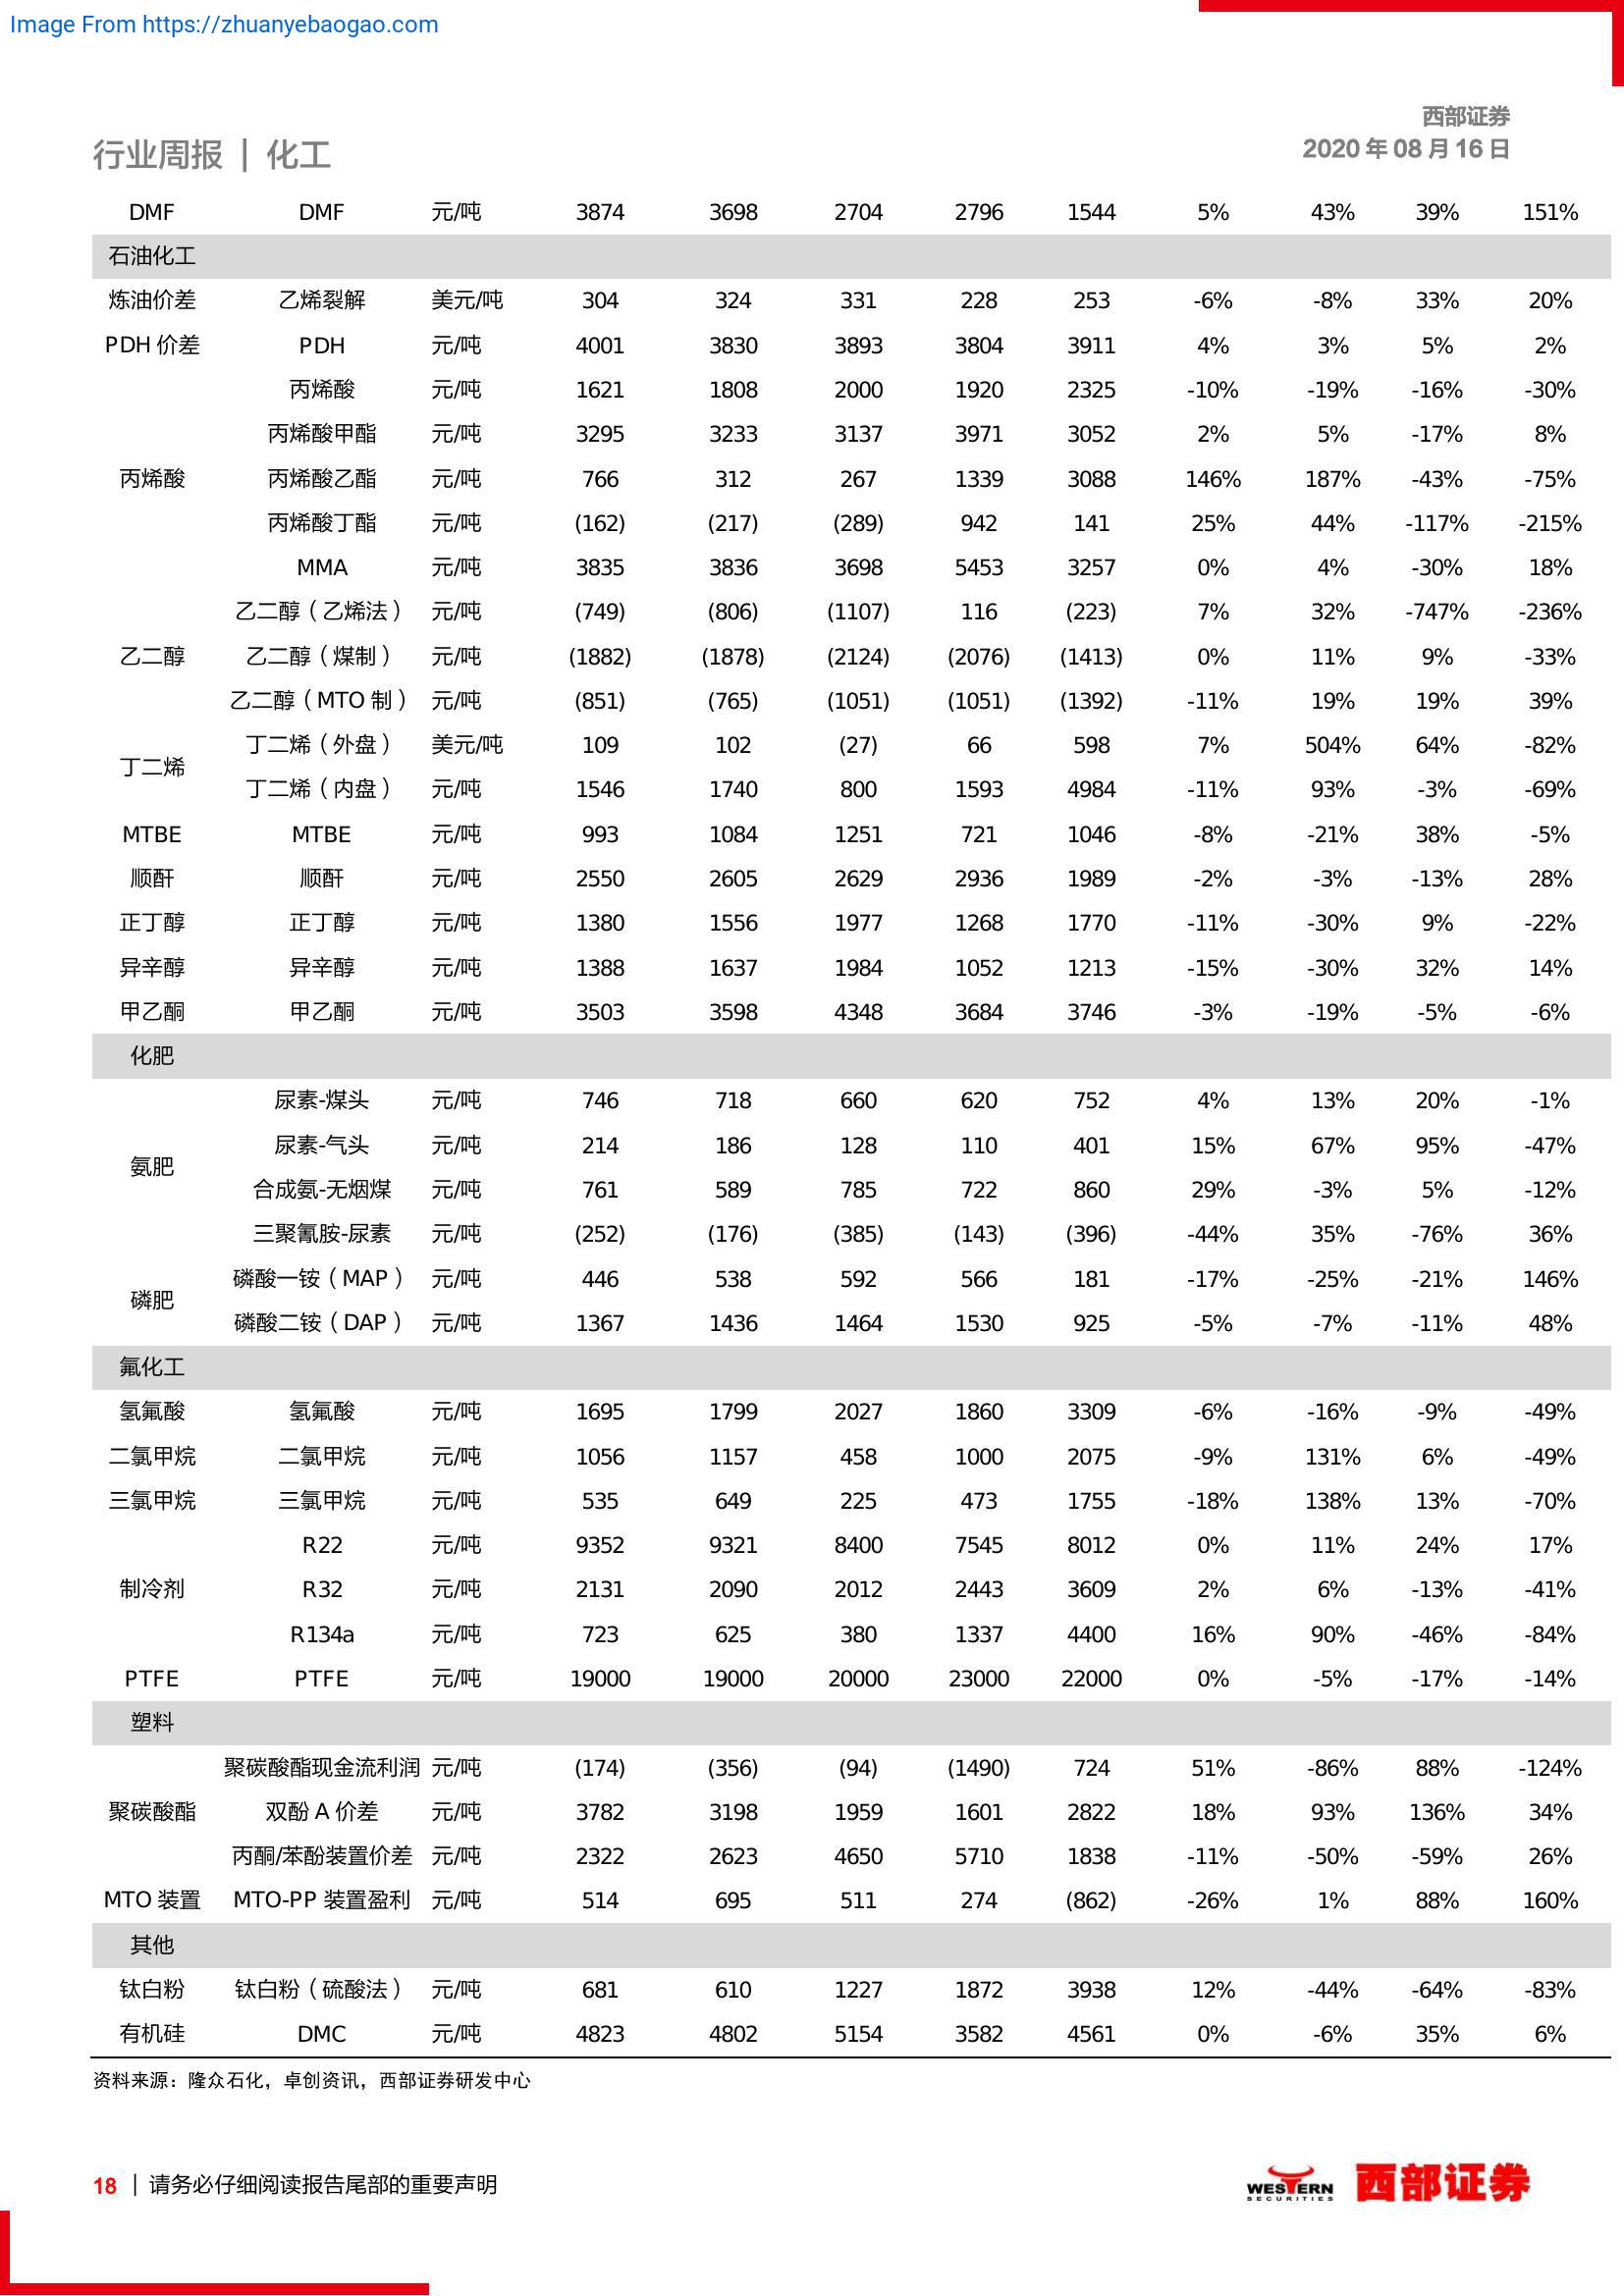 Image From https://zhuanyebaogao.com
西部证券
行业周报 | 化工
2020 年 08 月 16 日
DMF DMF 元/吨 3874 3698 2704 2796 1544 5% 43% 39% 151%
石油化工
炼油价差 乙烯裂解 美元/吨 304 324 331 228 253 -6% -8% 33% 20%
PDH 价差 PDH 元/吨 4001 3830 3893 3804 3911 4% 3% 5% 2%
丙烯酸 元/吨 1621 1808 2000 1920 2325 -10% -19% -16% -30%
丙烯酸甲酯 元/吨 3295 3233 3137 3971 3052 2% 5% -17% 8%
丙烯酸 丙烯酸乙酯 元/吨 766 312 267 1339 3088 146% 187% -43% -75%
丙烯酸丁酯 元/吨 (162) (217) (289) 942 141 25% 44% -117% -215%
MMA 元/吨 3835 3836 3698 5453 3257 0% 4% -30% 18%
乙二醇（乙烯法） 元/吨 (749) (806) (1107) 116 (223) 7% 32% -747% -236%
乙二醇 乙二醇（煤制） 元/吨 (1882) (1878) (2124) (2076) (1413) 0% 11% 9% -33%
乙二醇（MTO 制） 元/吨 (851) (765) (1051) (1051) (1392) -11% 19% 19% 39%
丁二烯 丁二烯（外盘） 美元/吨 109 102 (27) 66 598 7% 504% 64% -82%
丁二烯（内盘） 元/吨 1546 1740 800 1593 4984 -11% 93% -3% -69%
MTBE MTBE 元/吨 993 1084 1251 721 1046 -8% -21% 38% -5%
顺酐 顺酐 元/吨 2550 2605 2629 2936 1989 -2% -3% -13% 28%
正丁醇 正丁醇 元/吨 1380 1556 1977 1268 1770 -11% -30% 9% -22%
异辛醇 异辛醇 元/吨 1388 1637 1984 1052 1213 -15% -30% 32% 14%
甲乙酮 甲乙酮 元/吨 3503 3598 4348 3684 3746 -3% -19% -5% -6%
化肥
尿素-煤头 元/吨 746 718 660 620 752 4% 13% 20% -1%
氨肥 尿素-气头 元/吨 214 186 128 110 401 15% 67% 95% -47%
合成氨-无烟煤 元/吨 761 589 785 722 860 29% -3% 5% -12%
三聚氰胺-尿素 元/吨 (252) (176) (385) (143) (396) -44% 35% -76% 36%
磷肥 磷酸一铵（MAP） 元/吨 446 538 592 566 181 -17% -25% -21% 146%
磷酸二铵（DAP） 元/吨 1367 1436 1464 1530 925 -5% -7% -11% 48%
氟化工
氢氟酸 氢氟酸 元/吨 1695 1799 2027 1860 3309 -6% -16% -9% -49%
二氯甲烷 二氯甲烷 元/吨 1056 1157 458 1000 2075 -9% 131% 6% -49%
三氯甲烷 三氯甲烷 元/吨 535 649 225 473 1755 -18% 138% 13% -70%
R22 元/吨 9352 9321 8400 7545 8012 0% 11% 24% 17%
制冷剂 R32 元/吨 2131 2090 2012 2443 3609 2% 6% -13% -41%
R134a 元/吨 723 625 380 1337 4400 16% 90% -46% -84%
PTFE PTFE 元/吨 19000 19000 20000 23000 22000 0% -5% -17% -14%
塑料
聚碳酸酯现金流利润 元/吨 (174) (356) (94) (1490) 724 51% -86% 88% -124%
聚碳酸酯 双酚 A 价差 元/吨 3782 3198 1959 1601 2822 18% 93% 136% 34%
丙酮/苯酚装置价差 元/吨 2322 2623 4650 5710 1838 -11% -50% -59% 26%
MTO 装置 MTO-PP 装置盈利 元/吨 514 695 511 274 (862) -26% 1% 88% 160%
其他
钛白粉 钛白粉（硫酸法） 元/吨 681 610 1227 1872 3938 12% -44% -64% -83%
有机硅 DMC 元/吨 4823 4802 5154 3582 4561 0% -6% 35% 6%
资料来源：隆众石化，卓创资讯，西部证券研发中心
18 | 请务必仔细阅读报告尾部的重要声明
WESTERN SECURITIES 西部证券